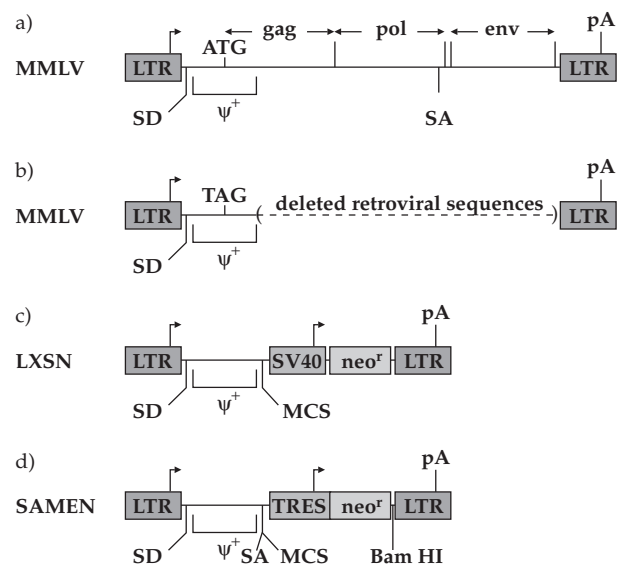 a)
MMLV
LTR
ATG
gag
pol
env
pA
LTR
SD
ψ+
SA
b)
MMLV
LTR
TAG
( deleted retroviral sequences )
pA
LTR
SD
ψ+
c)
LXSN
LTR
SV40
neoʳ
pA
LTR
SD
ψ+
MCS
d)
SAMEN
LTR
TRES
neoʳ
pA
LTR
SD
ψ+
SA
MCS
Bam HI